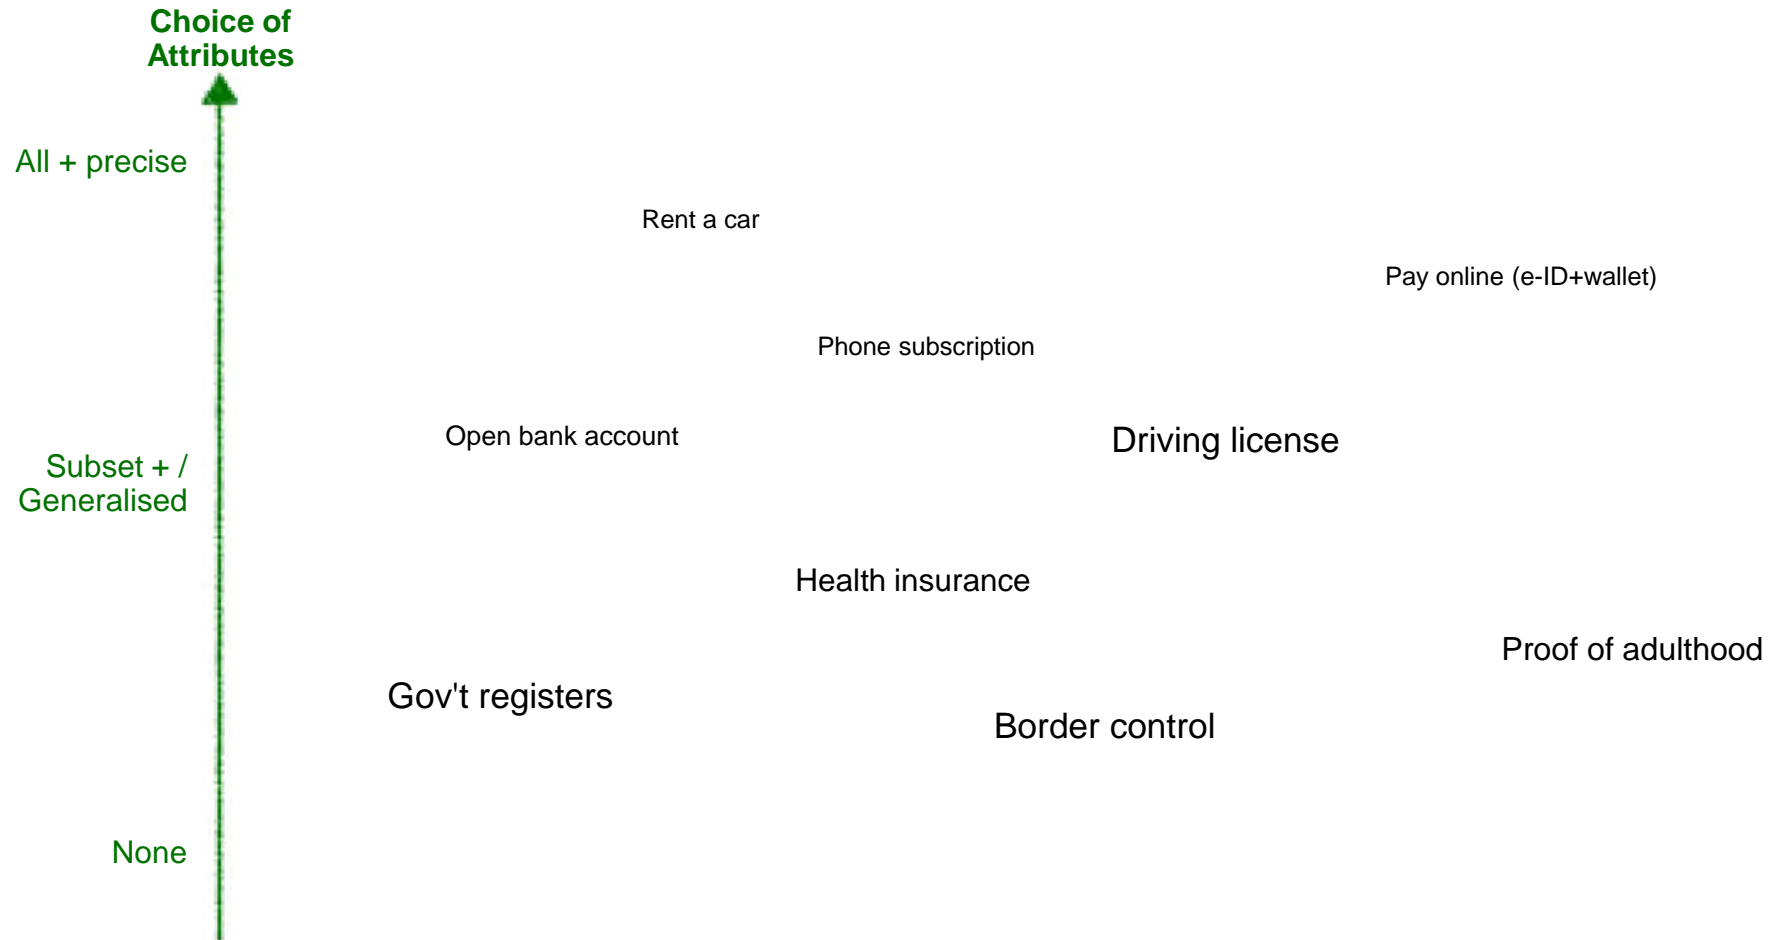 Choice of
Attributes
All + precise
Rent a car
Pay online (e-ID+wallet)
Phone subscription
Open bank account
Driving license
Subset + /
Generalised
Health insurance
Proof of adulthood
Gov't registers
Border control
None